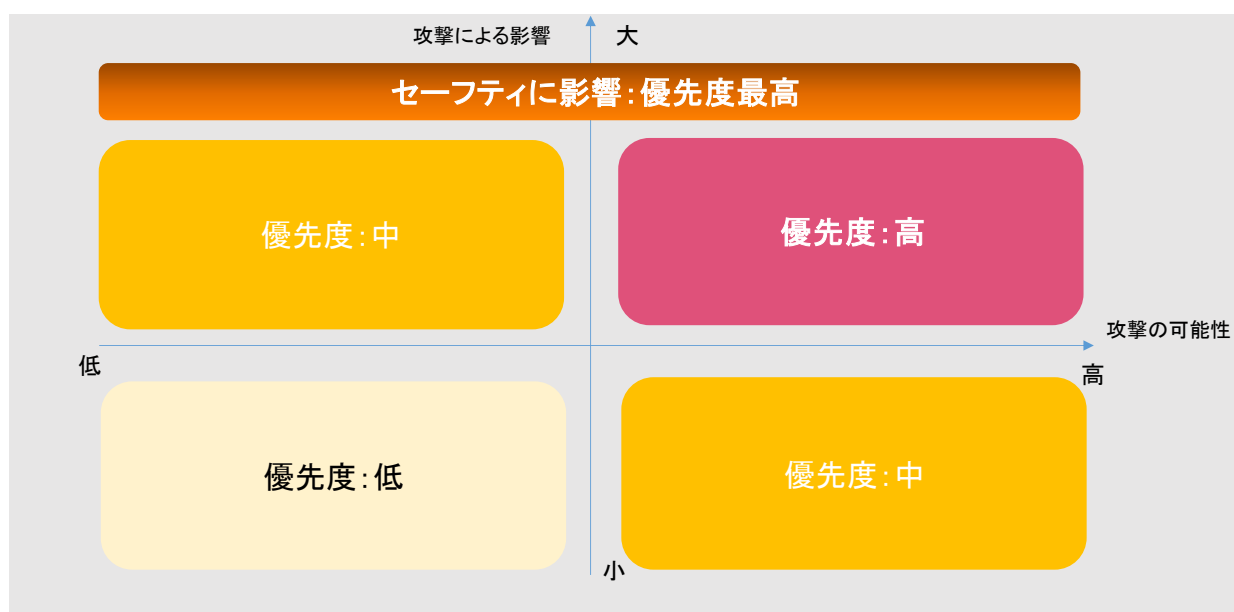 攻撃による影響
大
セーフティに影響：優先度最高
優先度：中
優先度：高
攻撃の可能性
低
高
優先度：低
優先度：中
小